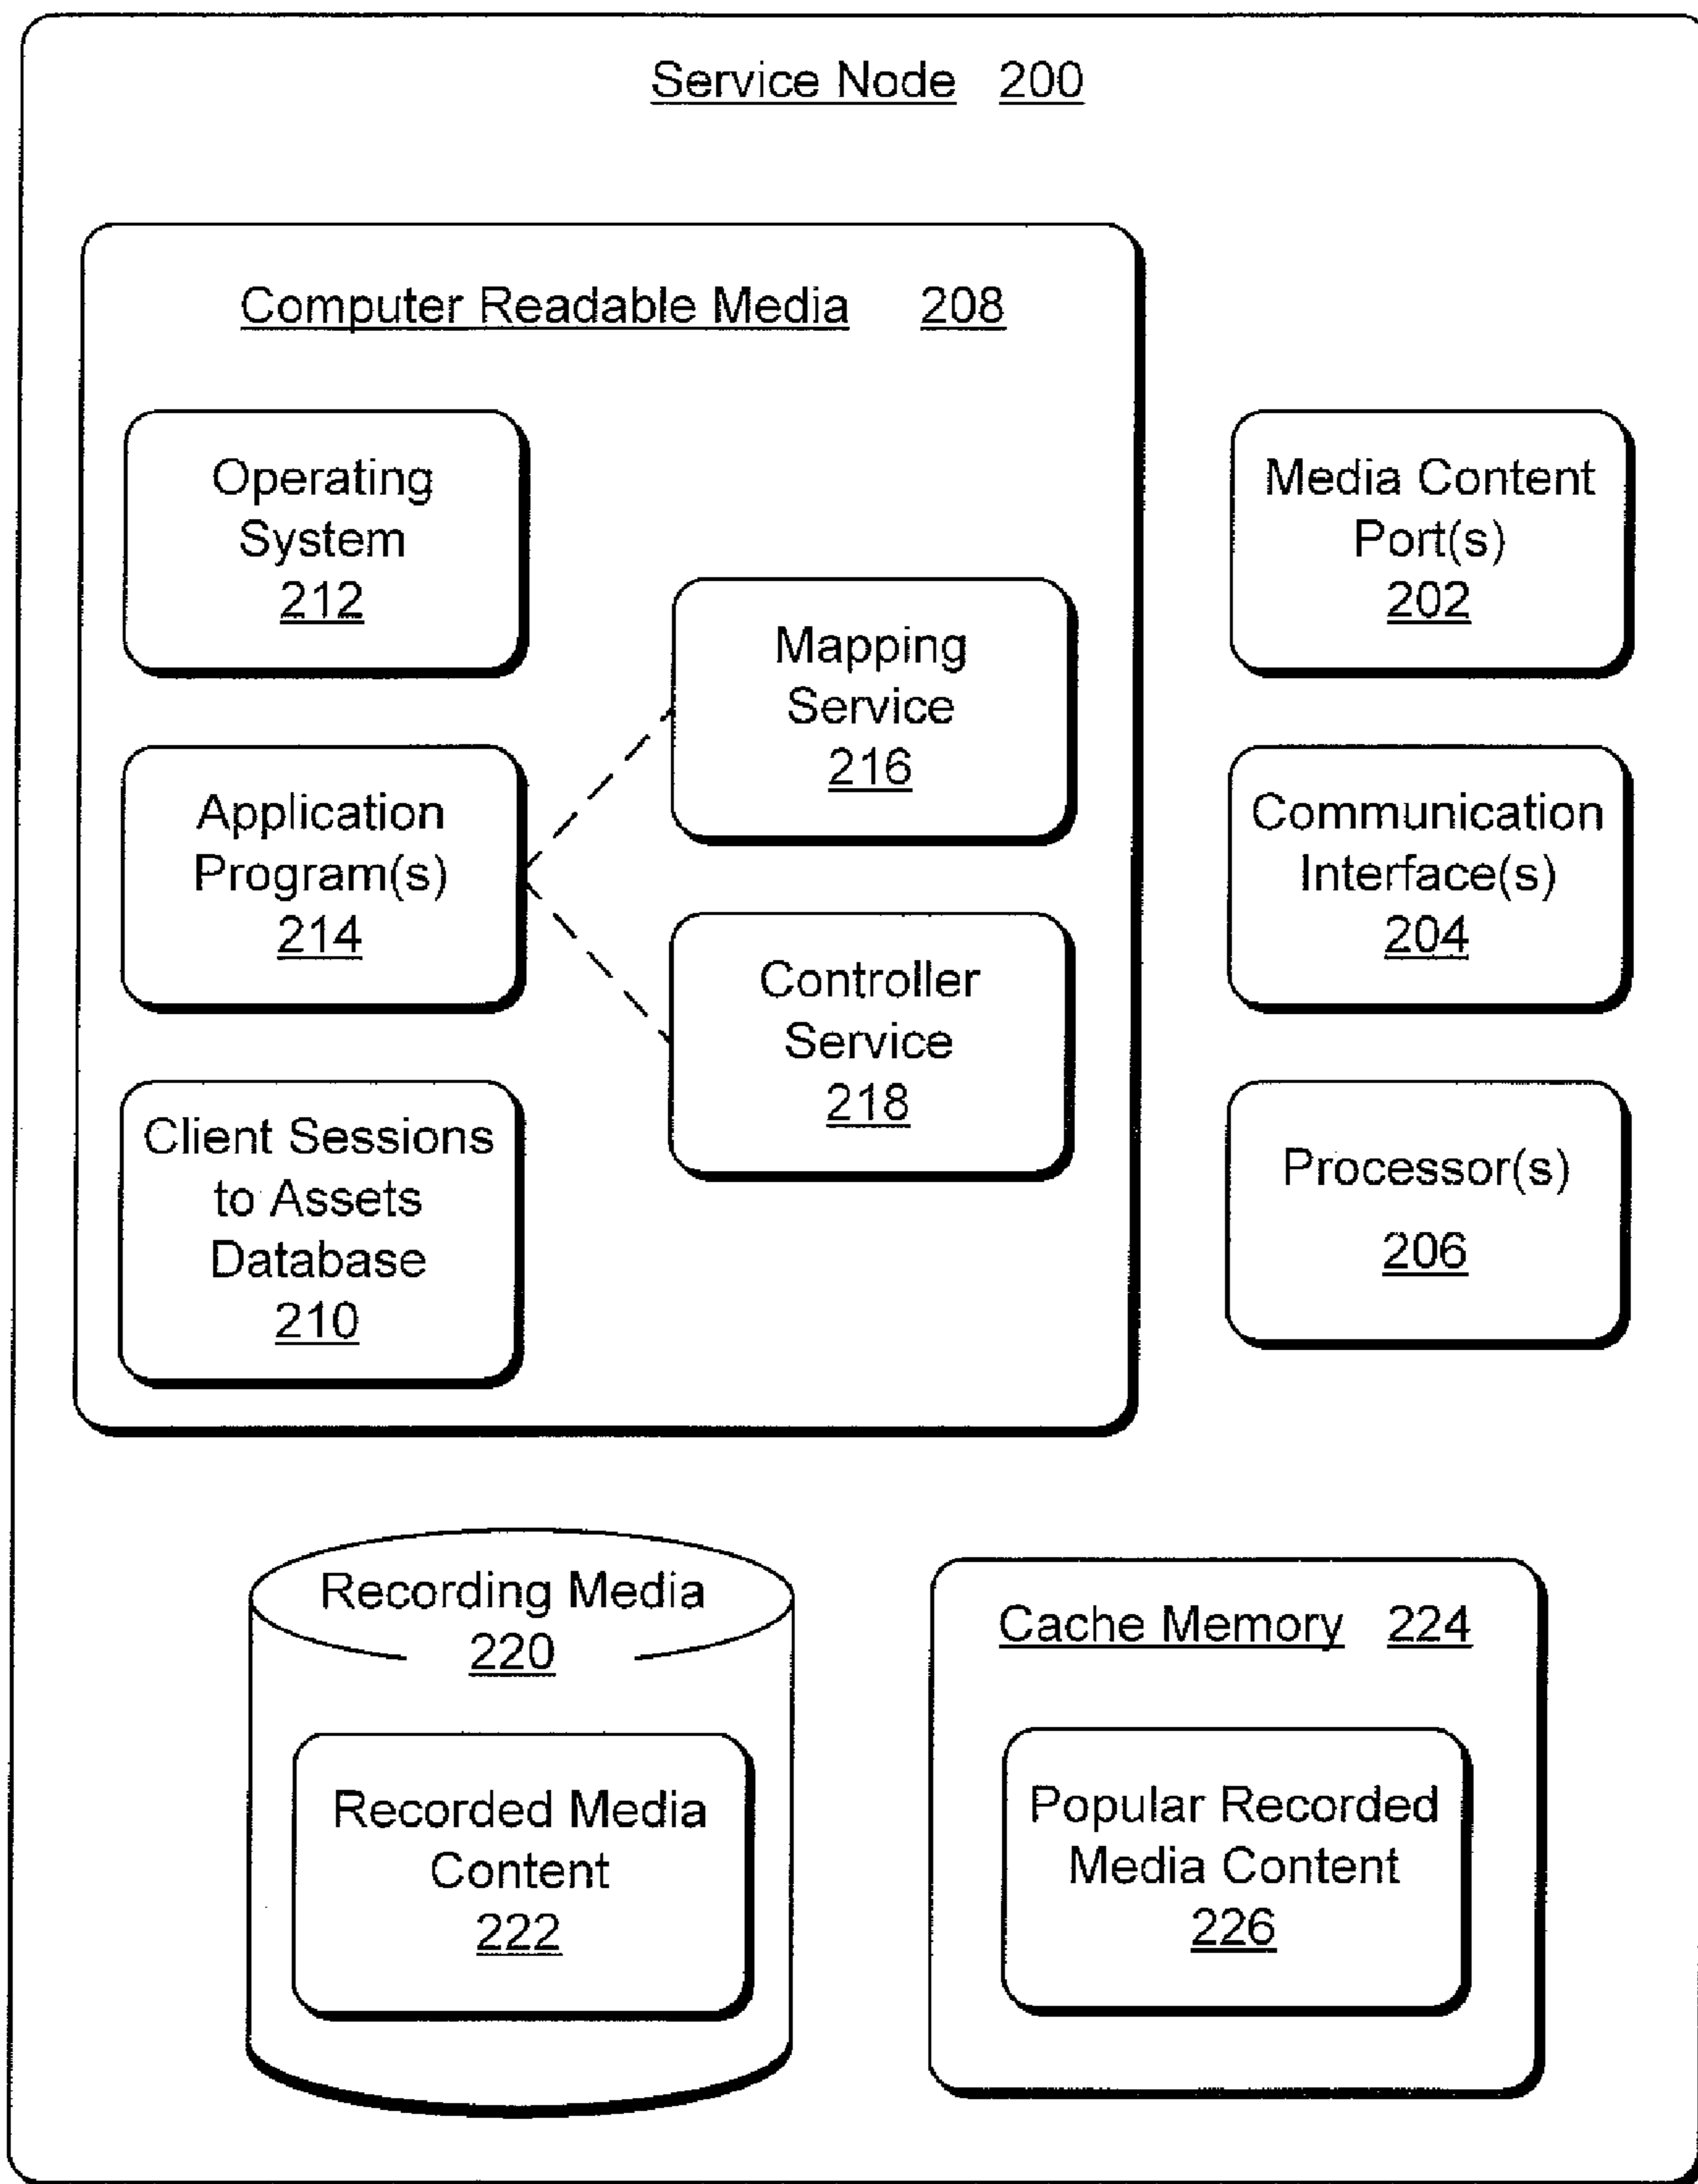 Service Node 200
Computer Readable Media 208
Operating
System
212
Application
Program(s)
214
Client Sessions
to Assets
Database
210
Mapping
Service
216
Controller
Service
218
Media Content
Port(s)
202
Communication
Interface(s)
204
Processor(s)
206
Recording Media
220
Recorded Media
Content
222
Cache Memory 224
Popular Recorded
Media Content
226